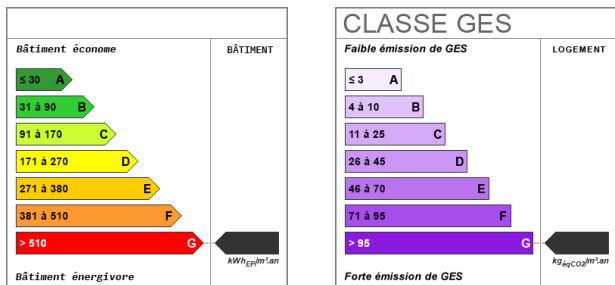 Bâtiment économe
BÂTIMENT
≤ 30 A
31 à 90 B
91 à 170 C
171 à 270 D
271 à 380 E
381 à 510 F
> 510 G
kWhEP/m².an
Bâtiment énergivore
CLASSE GES
Faible émission de GES
LOGEMENT
≤ 3 A
4 à 10 B
11 à 25 C
26 à 45 D
46 à 70 E
71 à 95 F
> 95 G
kgéqCO2/m².an
Forte émission de GES